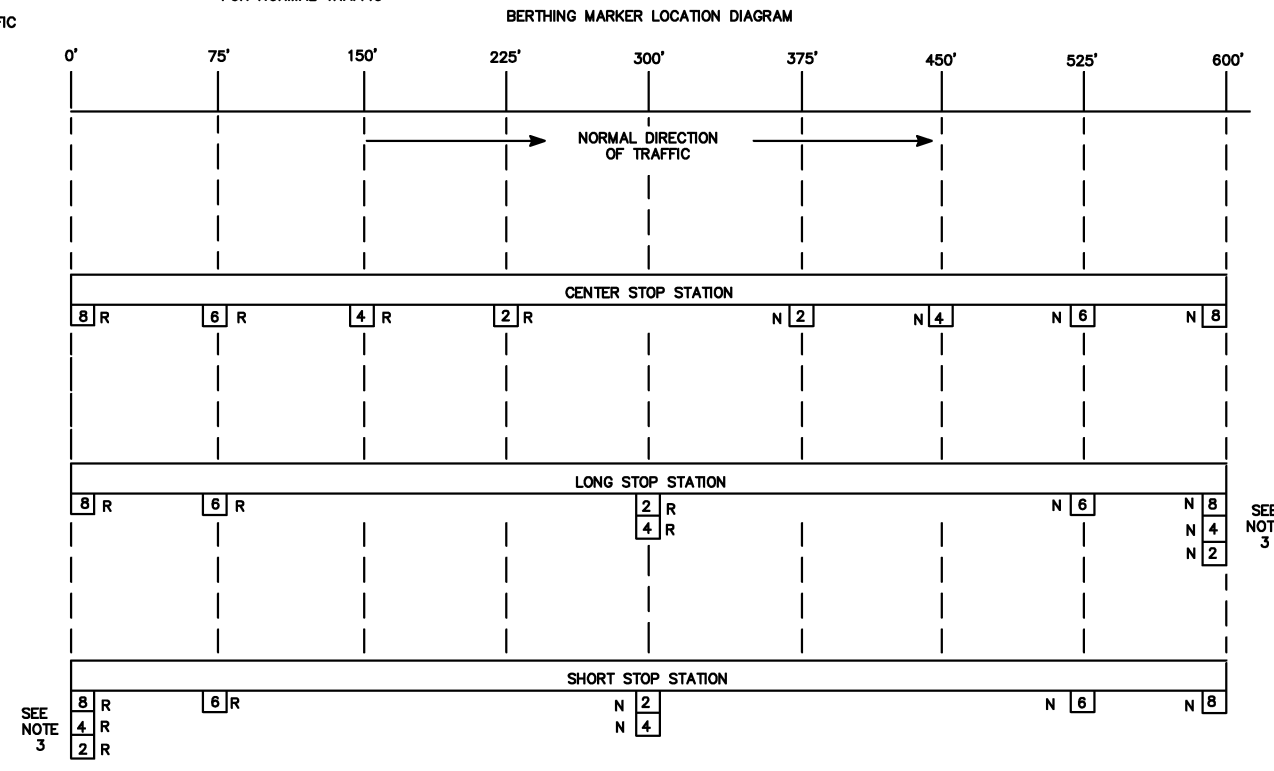 BERTHING MARKER LOCATION DIAGRAM
0' 75' 150' 225' 300' 375' 450' 525' 600'
NORMAL DIRECTION
OF TRAFFIC
CENTER STOP STATION
8 R 6 R 4 R 2 R N 2 N 4 N 6 N 8
LONG STOP STATION
8 R 6 R 2 R N 6 N 8
4 R N 4
N 2
3
SHORT STOP STATION
8 R 6 R N 2 N 6 N 8
SEE
NOTE
3
4 R N 4
2 R